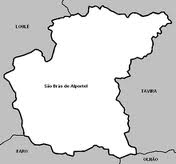 LOULÉ
São Brás de Alportel
TAVIRA
FARO
OLHÃO